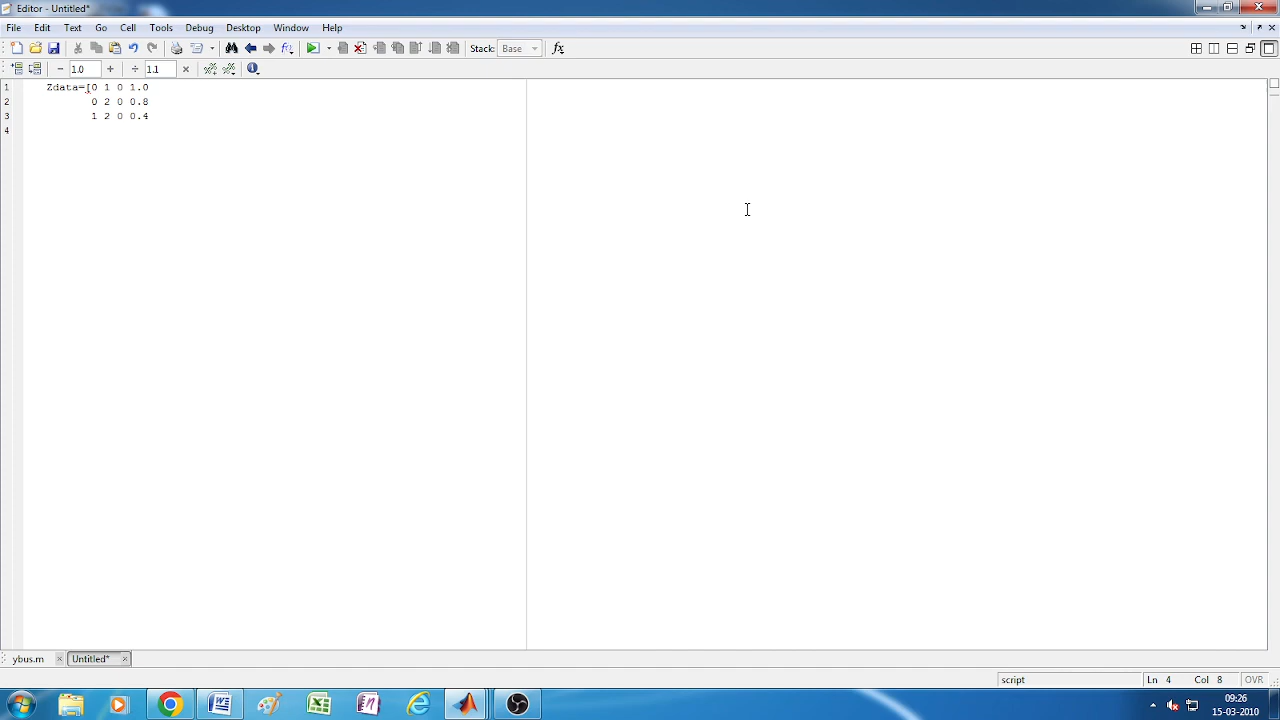 Editor - Untitled*
File Edit Text Go Cell Tools Debug Desktop Window Help
Stack: Base fx
1.0 1.1
1 Zdata=[0 1 0 1.0
2 0 2 0 0.8
3 1 2 0 0.4
4
ybus.m Untitled*
script Ln 4 Col 8 OVR
09:26
15-03-2010